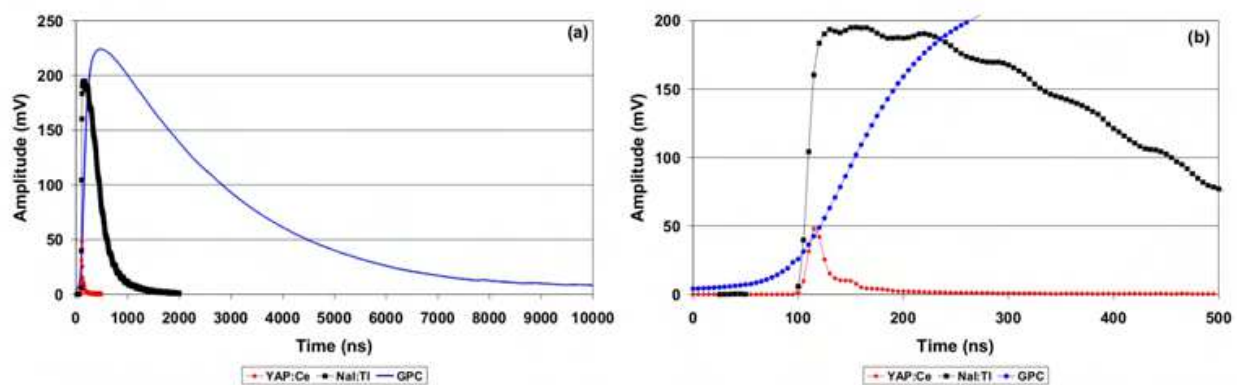 (a)
Amplitude (mV)
250
200
150
100
50
0
0 1000 2000 3000 4000 5000 6000 7000 8000 9000 10000
Time (ns)
YAP:Ce NaI:Tl GPC
(b)
Amplitude (mV)
200
150
100
50
0
0 100 200 300 400 500
Time (ns)
YAP:Ce NaI:Tl GPC